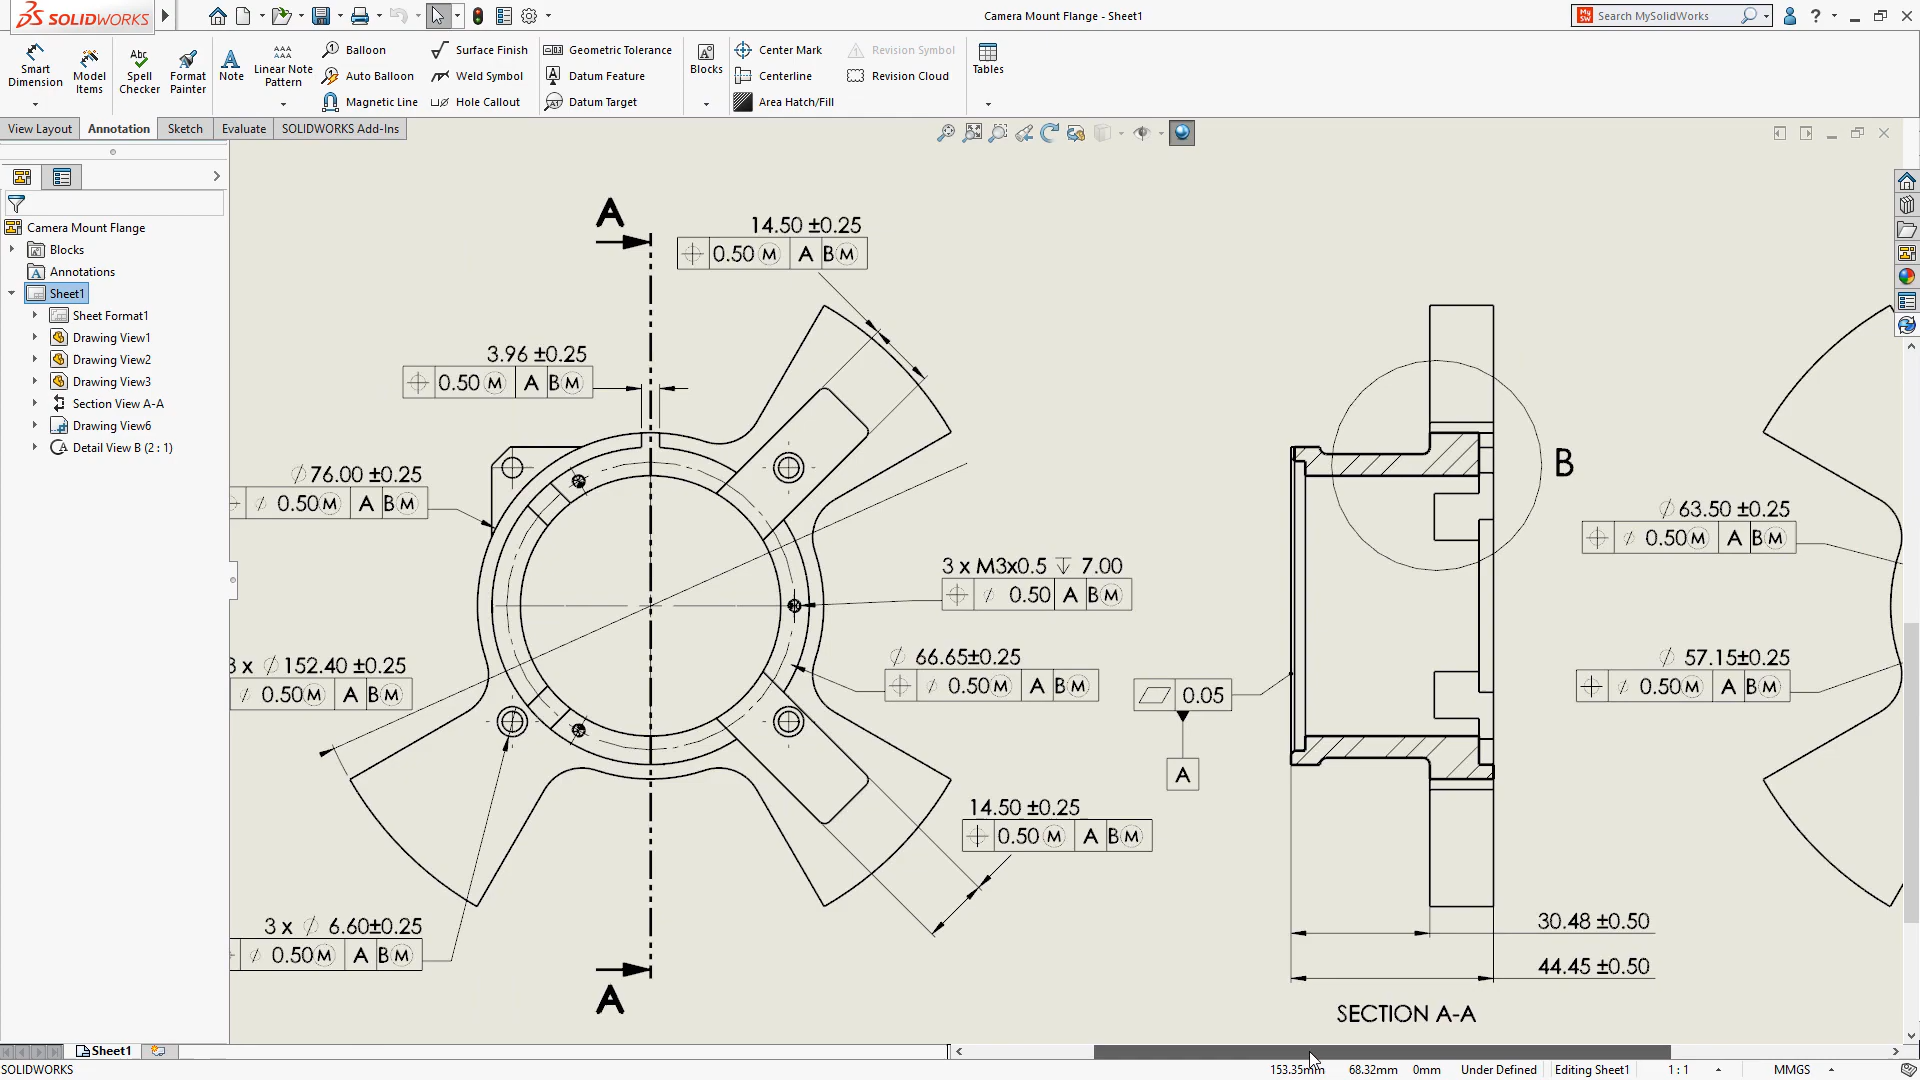 SOLIDWORKS
Camera Mount Flange - Sheet1
Search MySolidWorks
Smart Dimension
Model Items
Abc
Spell Checker
Format Painter
Note
Linear Note Pattern
Balloon
Auto Balloon
Magnetic Line
Surface Finish
Weld Symbol
Hole Callout
Geometric Tolerance
Datum Feature
Datum Target
Blocks
Center Mark
Centerline
Area Hatch/Fill
Revision Symbol
Revision Cloud
Tables
View Layout
Annotation
Sketch
Evaluate
SOLIDWORKS Add-Ins
Camera Mount Flange
Blocks
Annotations
Sheet1
Sheet Format1
Drawing View1
Drawing View2
Drawing View3
Section View A-A
Drawing View6
Detail View B (2 : 1)
A
14.50 ±0.25
⌖ 0.50 Ⓜ A B Ⓜ
3.96 ±0.25
⌖ 0.50 Ⓜ A B Ⓜ
B
∅76.00 ±0.25
∅ 0.50 Ⓜ A B Ⓜ
∅63.50 ±0.25
⌖ ∅ 0.50 Ⓜ A B Ⓜ
3 x M3x0.5 ↧ 7.00
⌖ ∅ 0.50 A B Ⓜ
3 x ∅152.40 ±0.25
∅ 0.50 Ⓜ A B Ⓜ
∅ 66.65±0.25
⌖ ∅ 0.50 Ⓜ A B Ⓜ
⏥ 0.05
A
∅ 57.15±0.25
⌖ ∅ 0.50 Ⓜ A B Ⓜ
14.50 ±0.25
⌖ 0.50 Ⓜ A B Ⓜ
3 x ∅ 6.60±0.25
∅ 0.50 Ⓜ A B Ⓜ
30.48 ±0.50
44.45 ±0.50
A
SECTION A-A
Sheet1
SOLIDWORKS
153.35mm
68.32mm
0mm
Under Defined
Editing Sheet1
1 : 1
MMGS